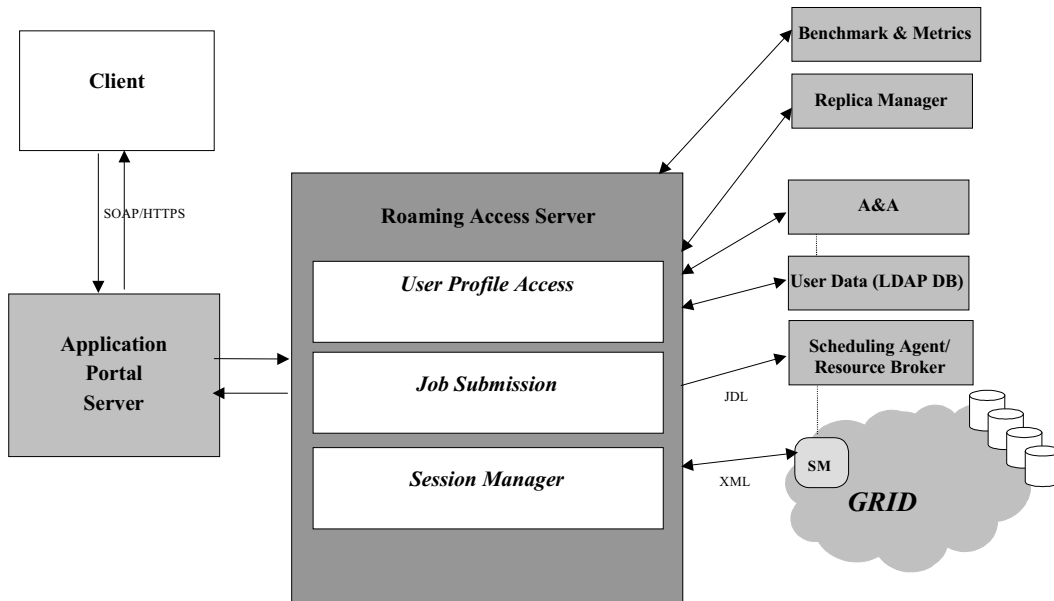 Client
SOAP/HTTPS
Application
Portal
Server
Roaming Access Server
User Profile Access
Job Submission
Session Manager
Benchmark & Metrics
Replica Manager
A&A
User Data (LDAP DB)
Scheduling Agent/
Resource Broker
JDL
XML
SM
GRID